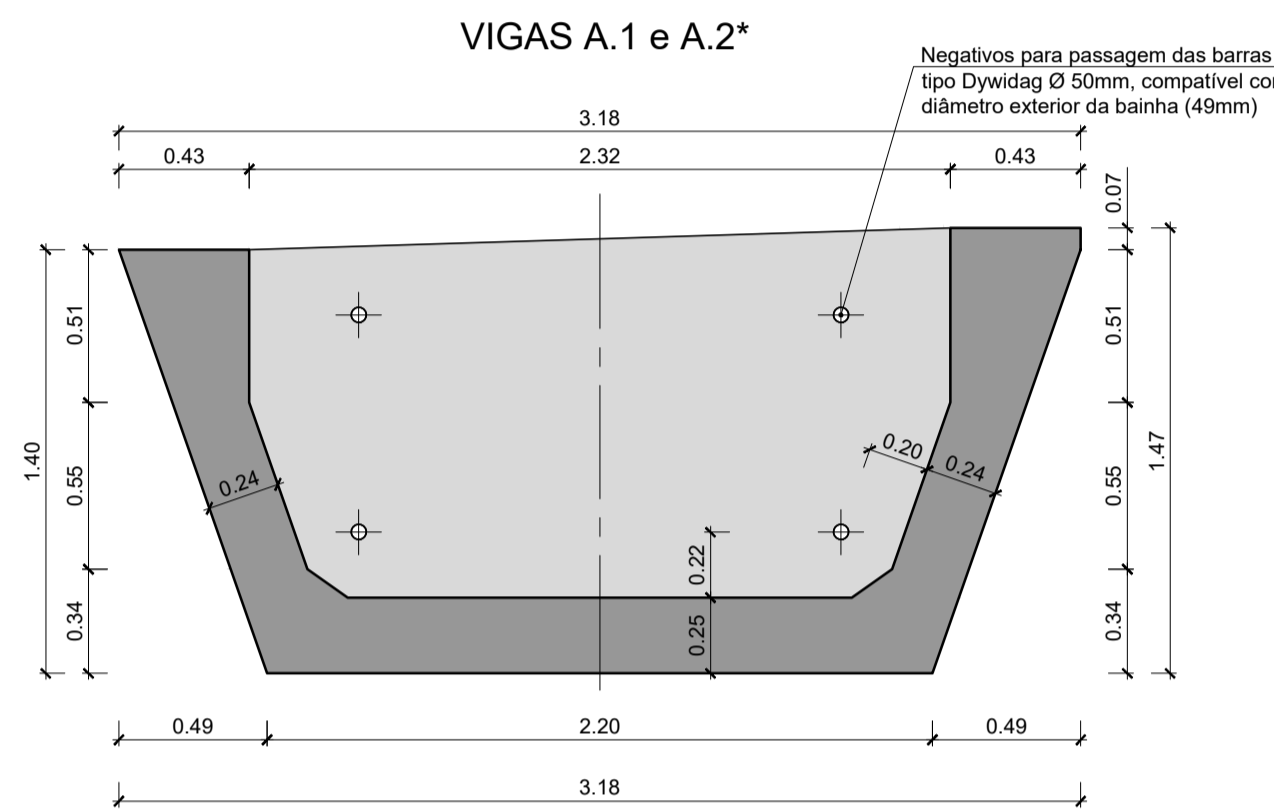 VIGAS A.1 e A.2*
Negativos para passagem das barras
tipo Dywidag Ø 50mm, compatível co
diâmetro exterior da bainha (49mm)
3.18
0.43 2.32 0.43
0.07
0.51 0.51
1.40 0.55 0.24 0.20 0.24 0.55 1.47
0.22
0.34 0.25 0.34
0.49 2.20 0.49
3.18